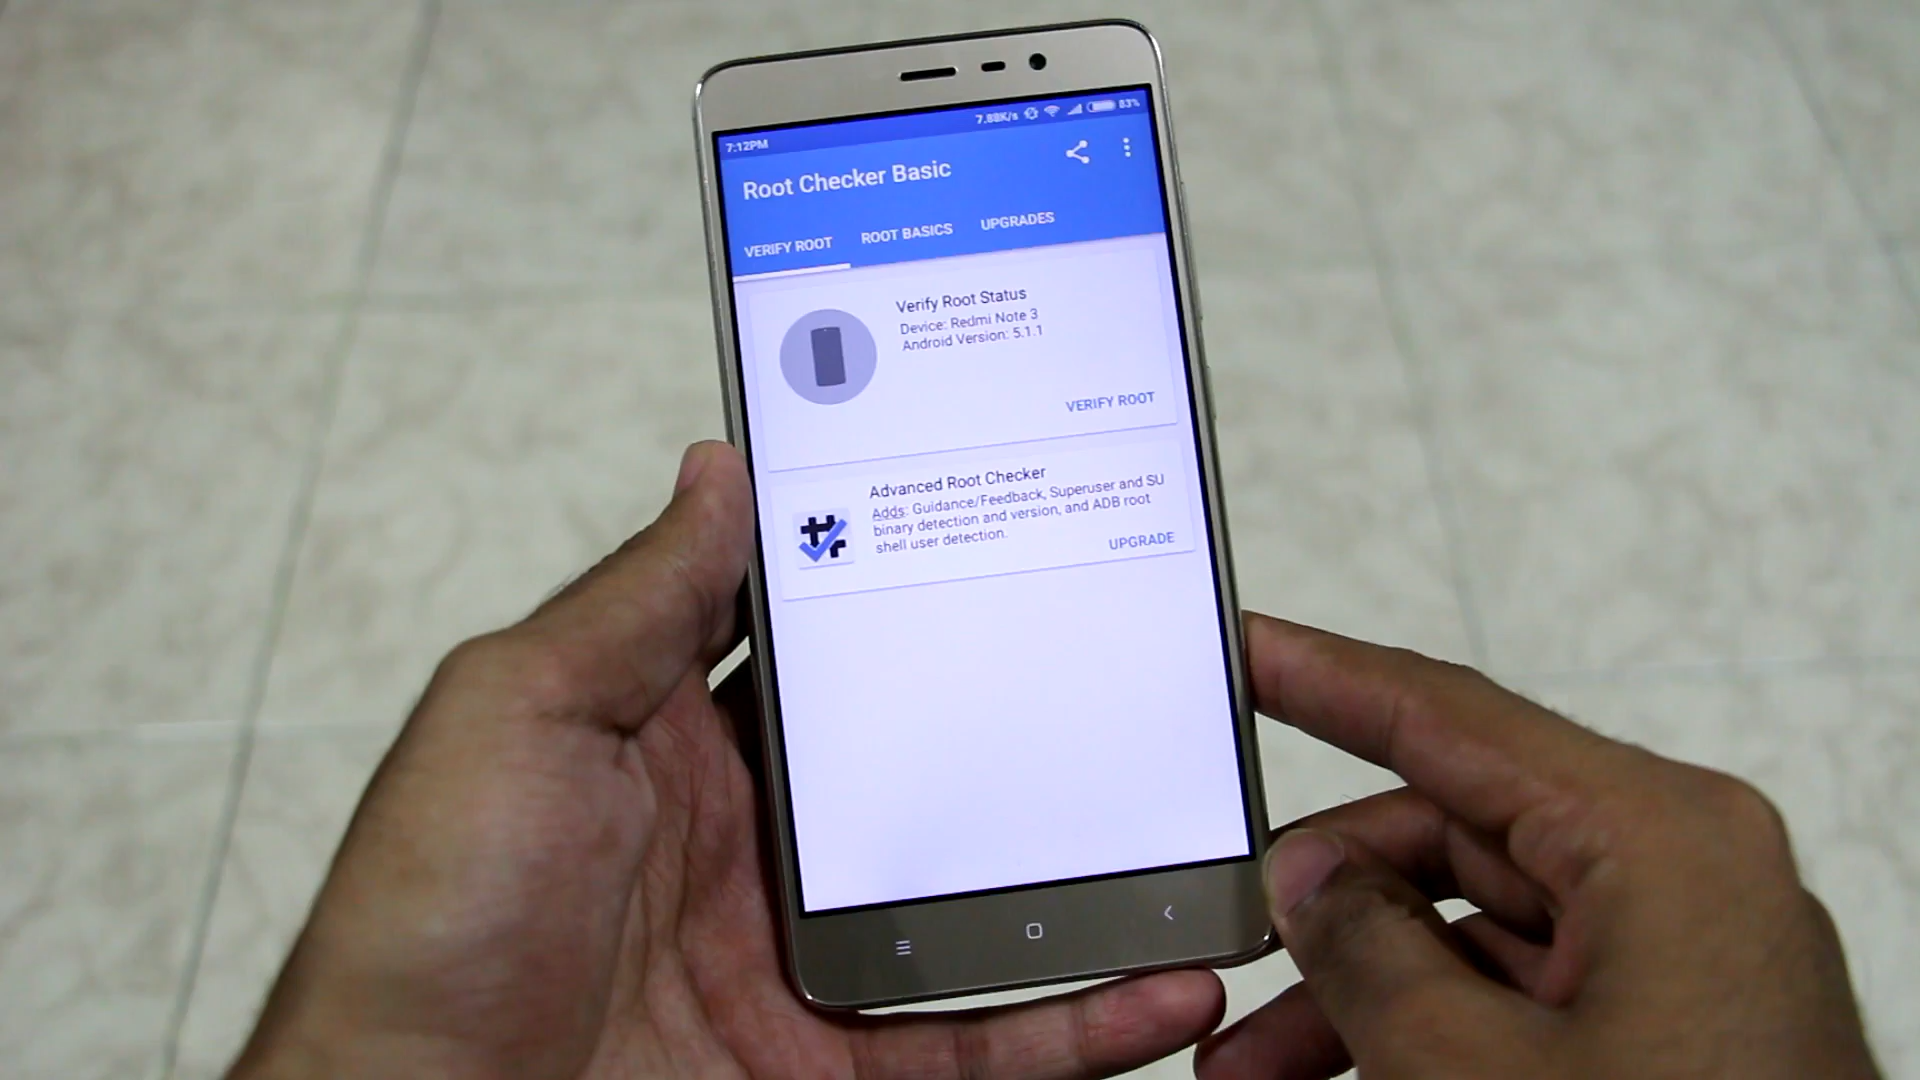 7:12PM 7.88K/s 83%
Root Checker Basic
VERIFY ROOT ROOT BASICS UPGRADES
Verify Root Status
Device: Redmi Note 3
Android Version: 5.1.1
VERIFY ROOT
Advanced Root Checker
Adds: Guidance/Feedback, Superuser and SU
binary detection and version, and ADB root
shell user detection.
UPGRADE